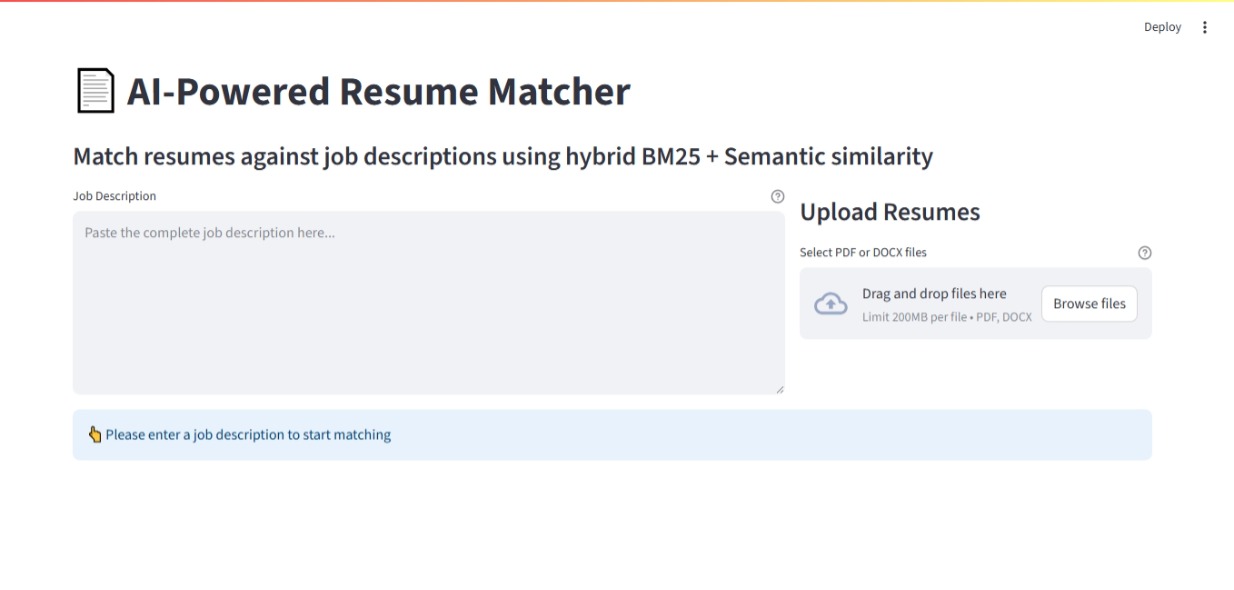 Deploy
AI-Powered Resume Matcher
Match resumes against job descriptions using hybrid BM25 + Semantic similarity
Job Description
Paste the complete job description here...
Upload Resumes
Select PDF or DOCX files
Drag and drop files here
Limit 200MB per file • PDF, DOCX
Browse files
Please enter a job description to start matching